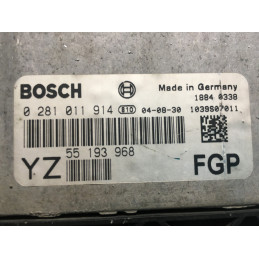 BOSCH Made in Germany
1884 0338
0 281 011 914 810 04-08-30 1039S07011
YZ 55 193 968 FGP